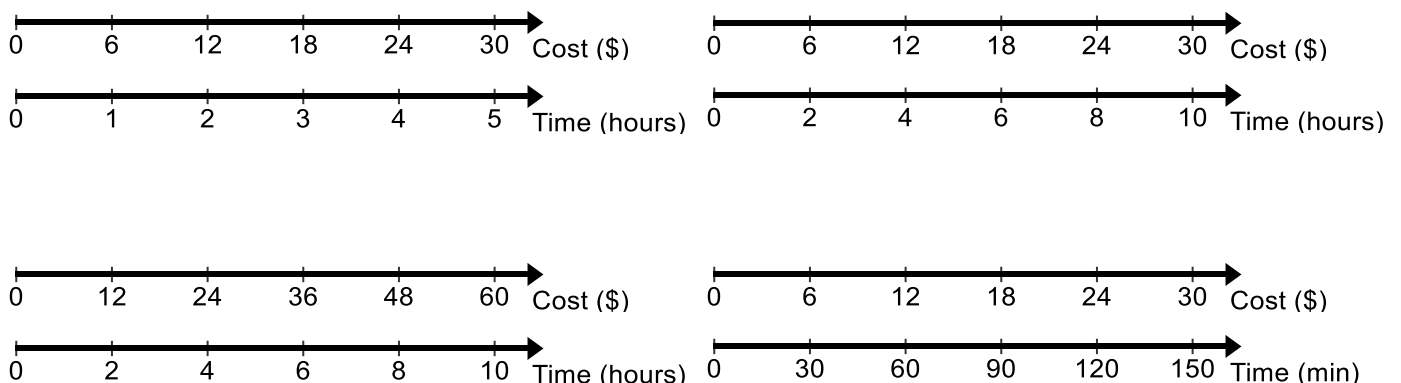 0 6 12 18 24 30 Cost ($)
0 1 2 3 4 5 Time (hours)
0 6 12 18 24 30 Cost ($)
0 2 4 6 8 10 Time (hours)
0 12 24 36 48 60 Cost ($)
0 2 4 6 8 10 Time (hours)
0 6 12 18 24 30 Cost ($)
0 30 60 90 120 150 Time (min)